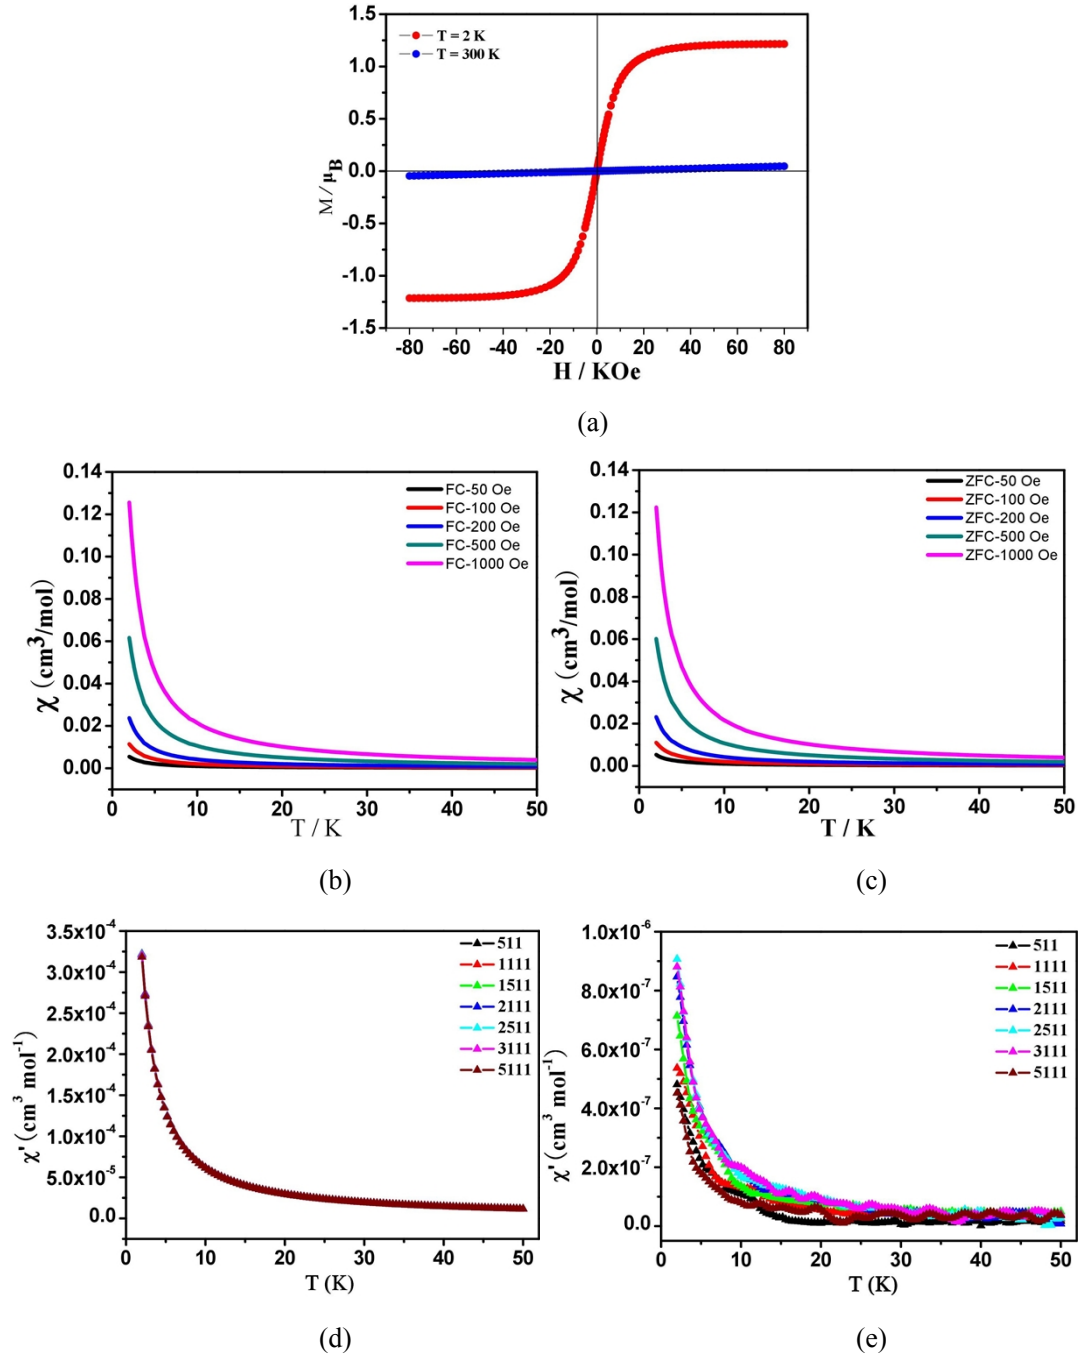 T = 2 K
T = 300 K
1.5
1.0
0.5
0.0
-0.5
-1.0
-1.5
M / μB
-80 -60 -40 -20 0 20 40 60 80
H / KOe
(a)
0.14
0.12
0.10
0.08
0.06
0.04
0.02
0.00
χ (cm3/mol)
FC-50 Oe
FC-100 Oe
FC-200 Oe
FC-500 Oe
FC-1000 Oe
0 10 20 30 40 50
T / K
(b)
0.14
0.12
0.10
0.08
0.06
0.04
0.02
0.00
χ (cm3/mol)
ZFC-50 Oe
ZFC-100 Oe
ZFC-200 Oe
ZFC-500 Oe
ZFC-1000 Oe
0 10 20 30 40 50
T / K
(c)
3.5x10-4
3.0x10-4
2.5x10-4
2.0x10-4
1.5x10-4
1.0x10-4
5.0x10-5
0.0
χ' (cm3 mol-1)
511
1111
1511
2111
2511
3111
5111
0 10 20 30 40 50
T (K)
(d)
1.0x10-6
8.0x10-7
6.0x10-7
4.0x10-7
2.0x10-7
0.0
χ' (cm3 mol-1)
511
1111
1511
2111
2511
3111
5111
0 10 20 30 40 50
T (K)
(e)